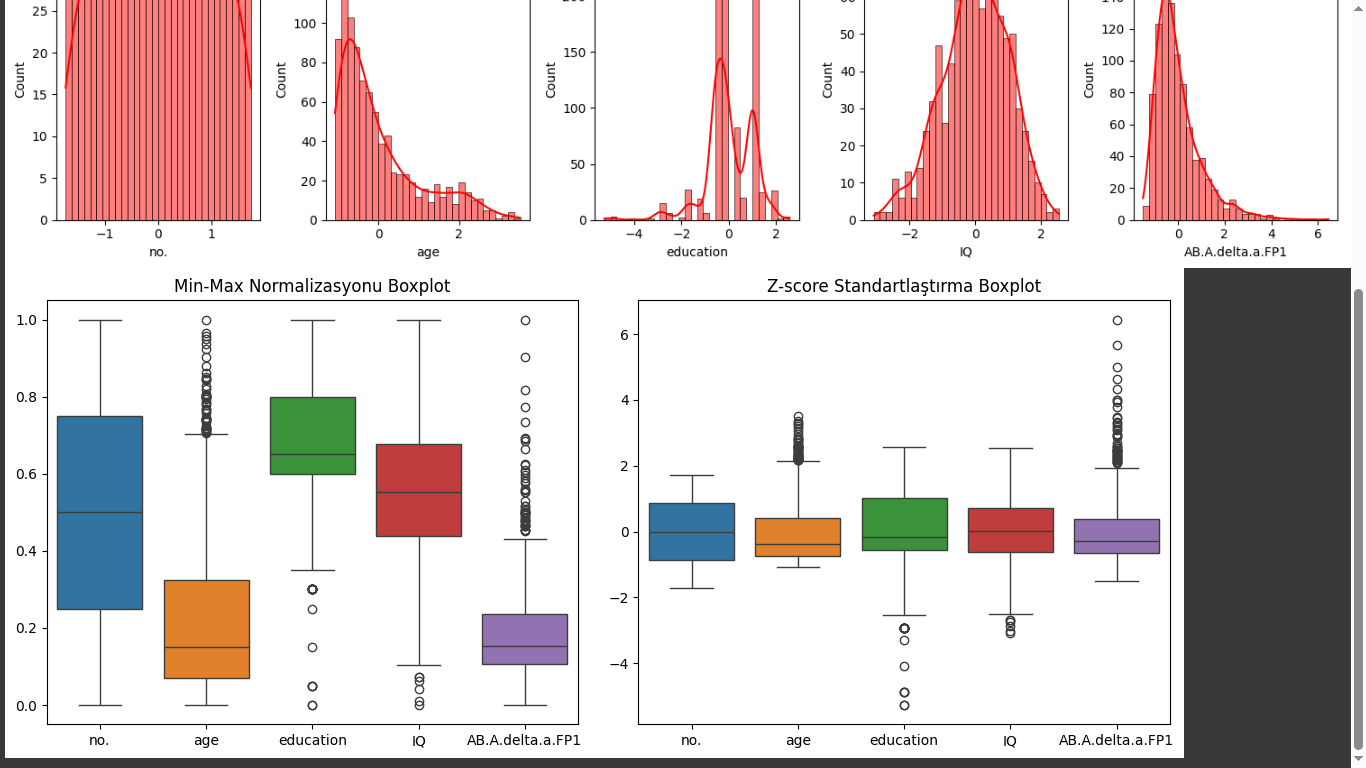 25
20
15
10
5
0
Count
−1
0
1
no.
100
80
60
40
20
0
Count
0
2
age
150
100
50
0
Count
−4
−2
0
2
education
50
40
30
20
10
0
Count
−2
0
2
IQ
120
100
80
60
40
20
0
Count
0
2
4
6
AB.A.delta.a.FP1
Min-Max Normalizasyonu Boxplot
1.0
0.8
0.6
0.4
0.2
0.0
no.
age
education
IQ
AB.A.delta.a.FP1
Z-score Standartlaştırma Boxplot
6
4
2
0
−2
−4
no.
age
education
IQ
AB.A.delta.a.FP1